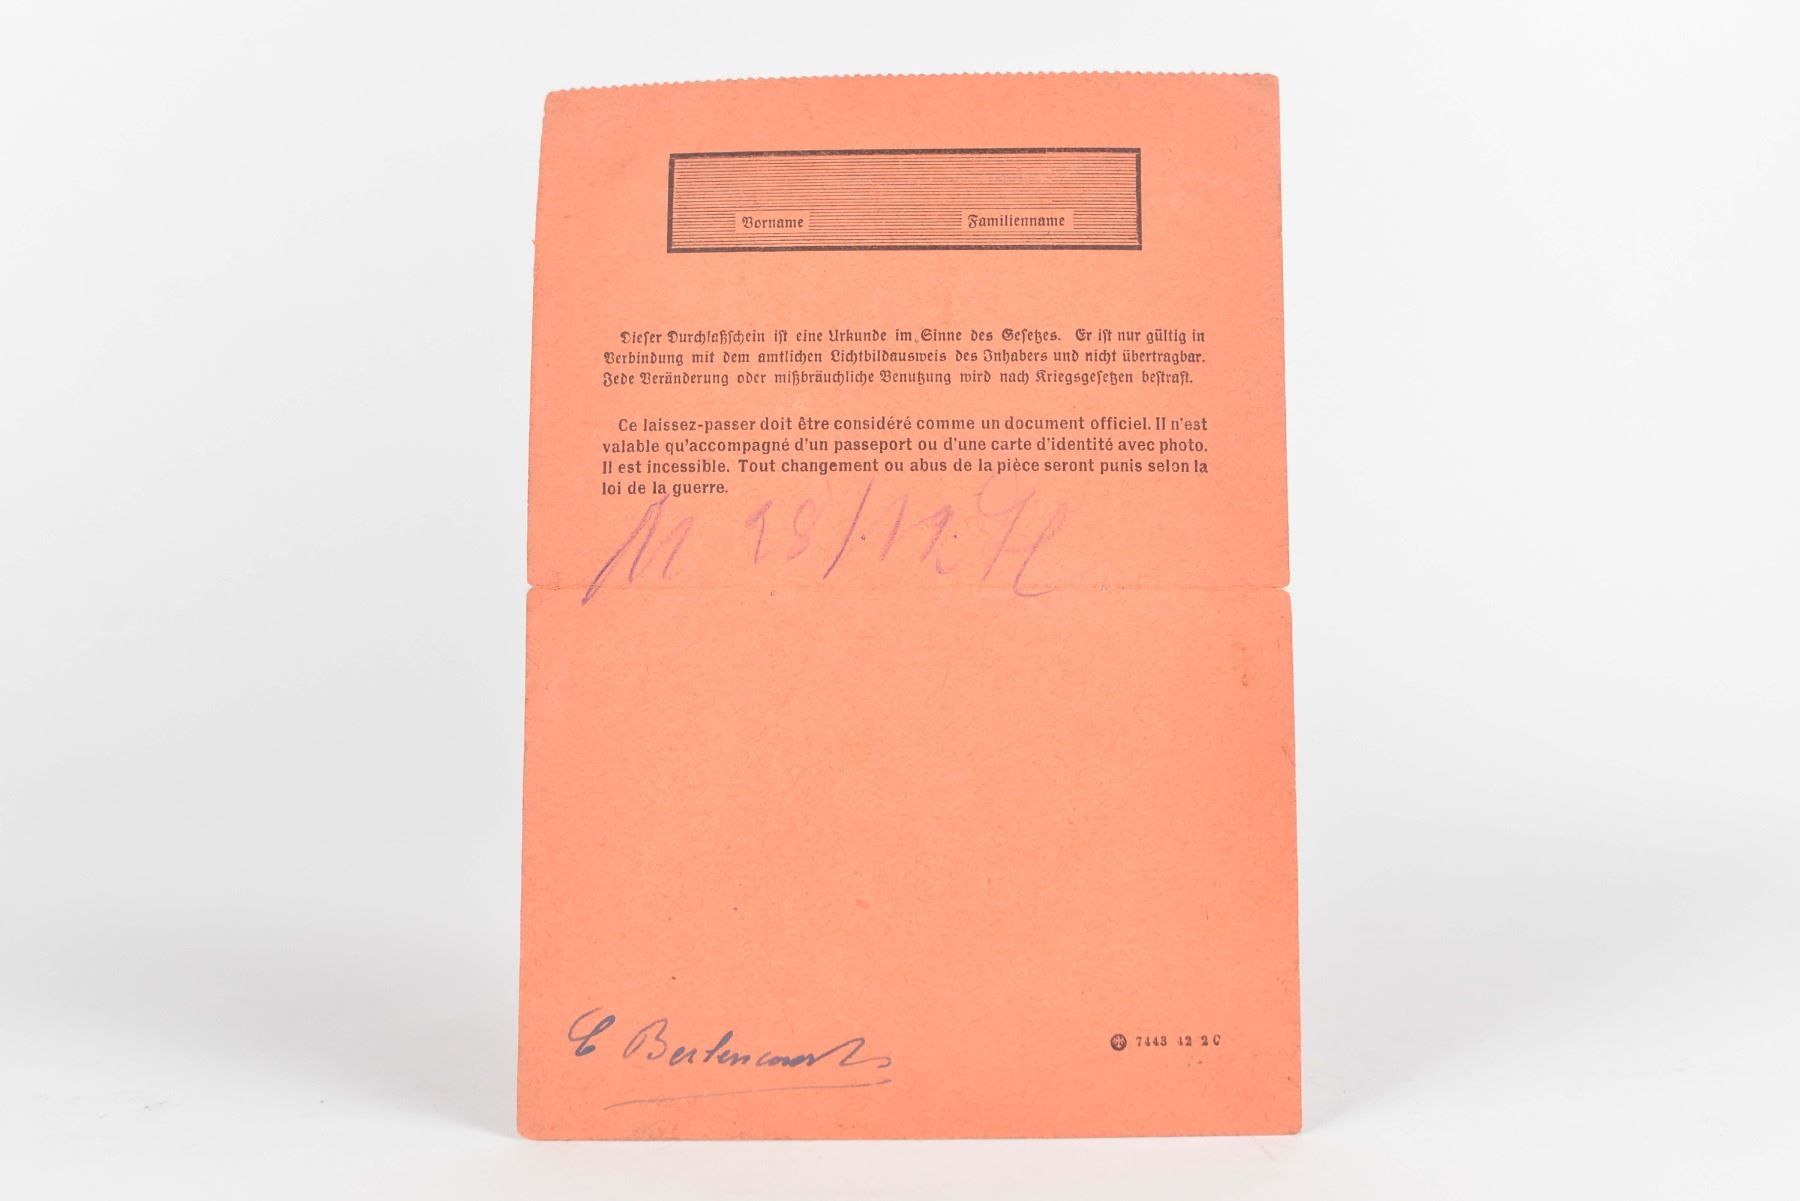 Vorname Familienname
Dieser Durchlaßschein ist eine Urkunde im Sinne des Gesetzes. Er ist nur gültig in
Verbindung mit dem amtlichen Lichtbildausweis des Inhabers und nicht übertragbar.
Jede Veränderung oder mißbräuchliche Benutzung wird nach Kriegsgesetzen bestraft.
Ce laissez-passer doit être considéré comme un document officiel. Il n'est
valable qu'accompagné d'un passeport ou d'une carte d'identité avec photo.
Il est incessible. Tout changement ou abus de la pièce seront punis selon la
loi de la guerre.
7443 42 2 C